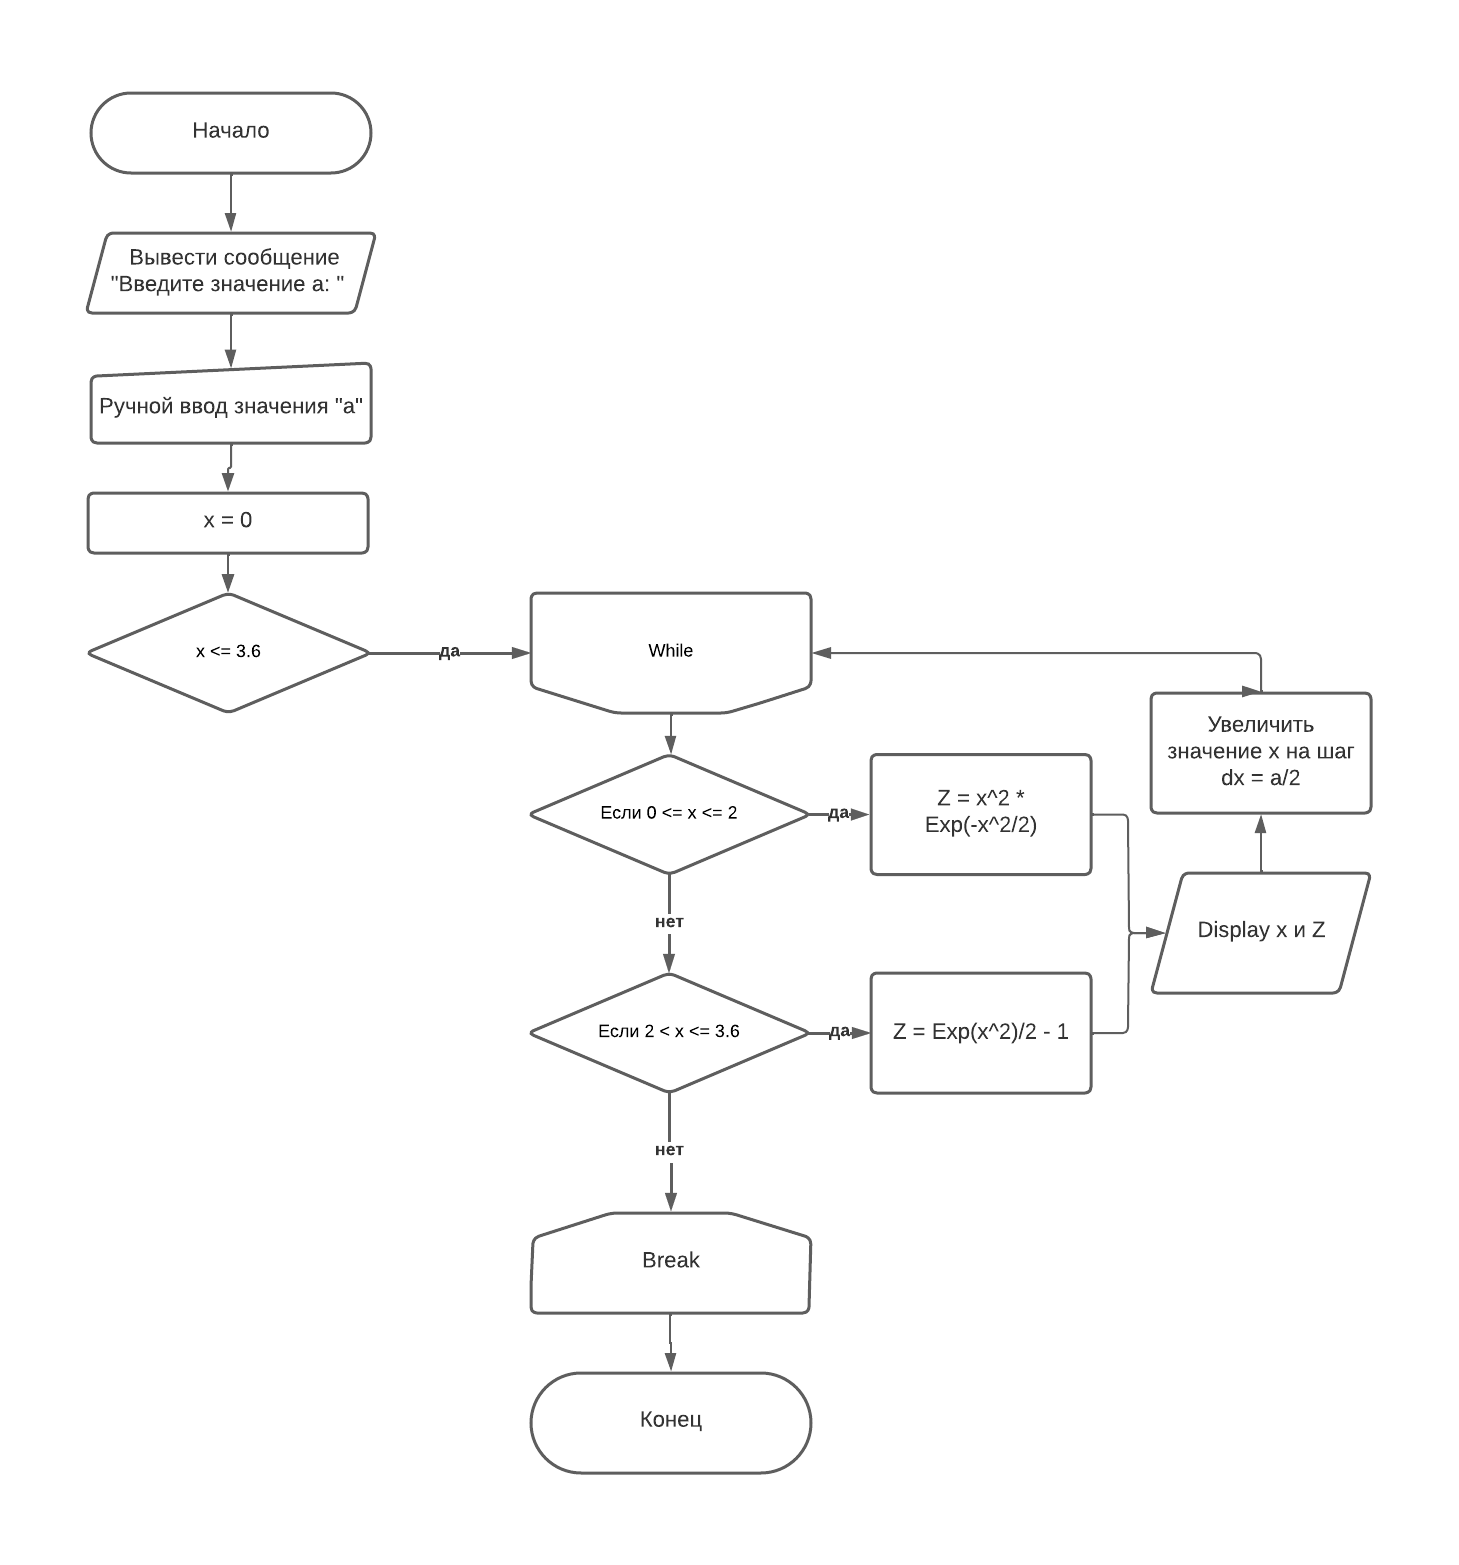 Начало
Вывести сообщение
"Введите значение a: "
Ручной ввод значения "a"
x = 0
x <= 3.6
да
While
Увеличить
значение x на шаг
dx = a/2
Если 0 <= x <= 2
да
Z = x^2 *
Exp(-x^2/2)
нет
Display x и Z
Если 2 < x <= 3.6
да
Z = Exp(x^2)/2 - 1
нет
Break
Конец